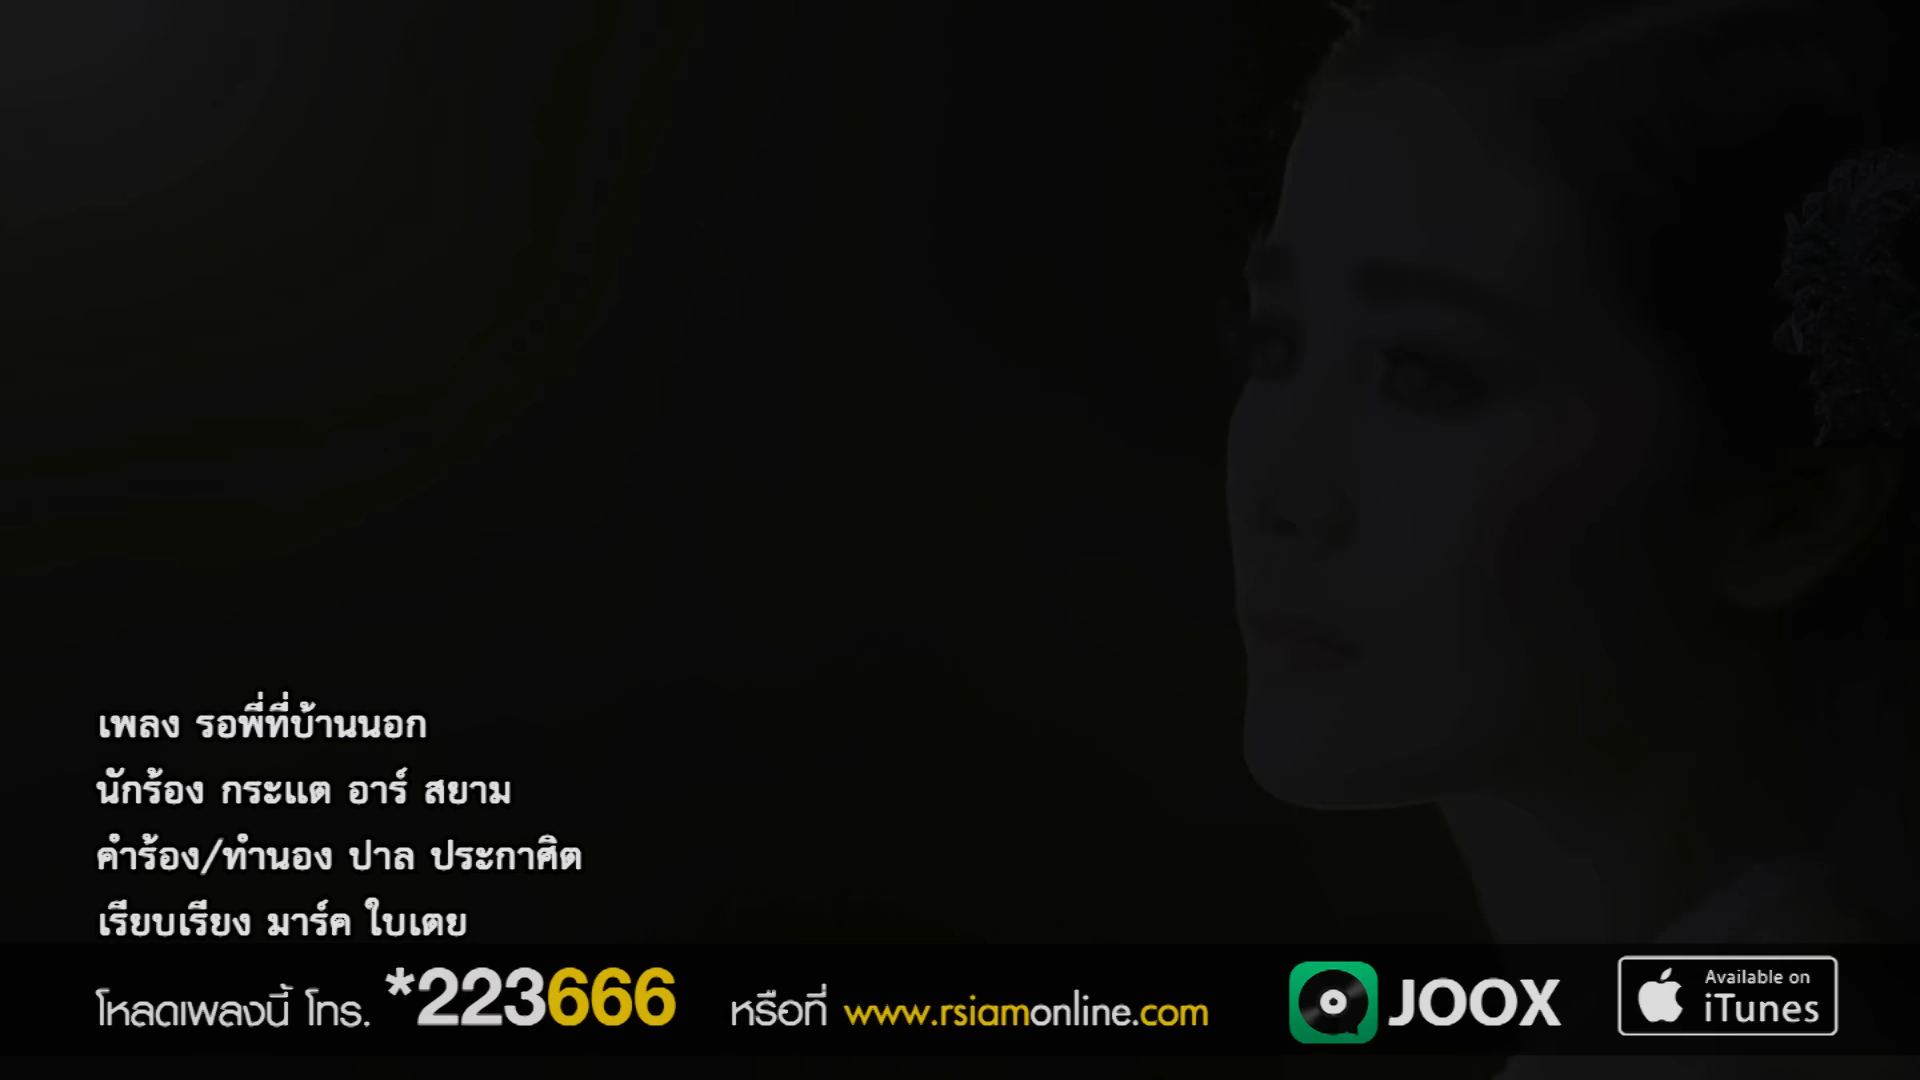 เพลง รอพี่ที่บ้านนอก
นักร้อง กระแต อาร์ สยาม
คำร้อง/ทำนอง ปาล ประกาศิต
เรียบเรียง มาร์ค ใบเตย
โหลดเพลงนี้ โทร. *223666 หรือที่ www.rsiamonline.com JOOX Available on iTunes